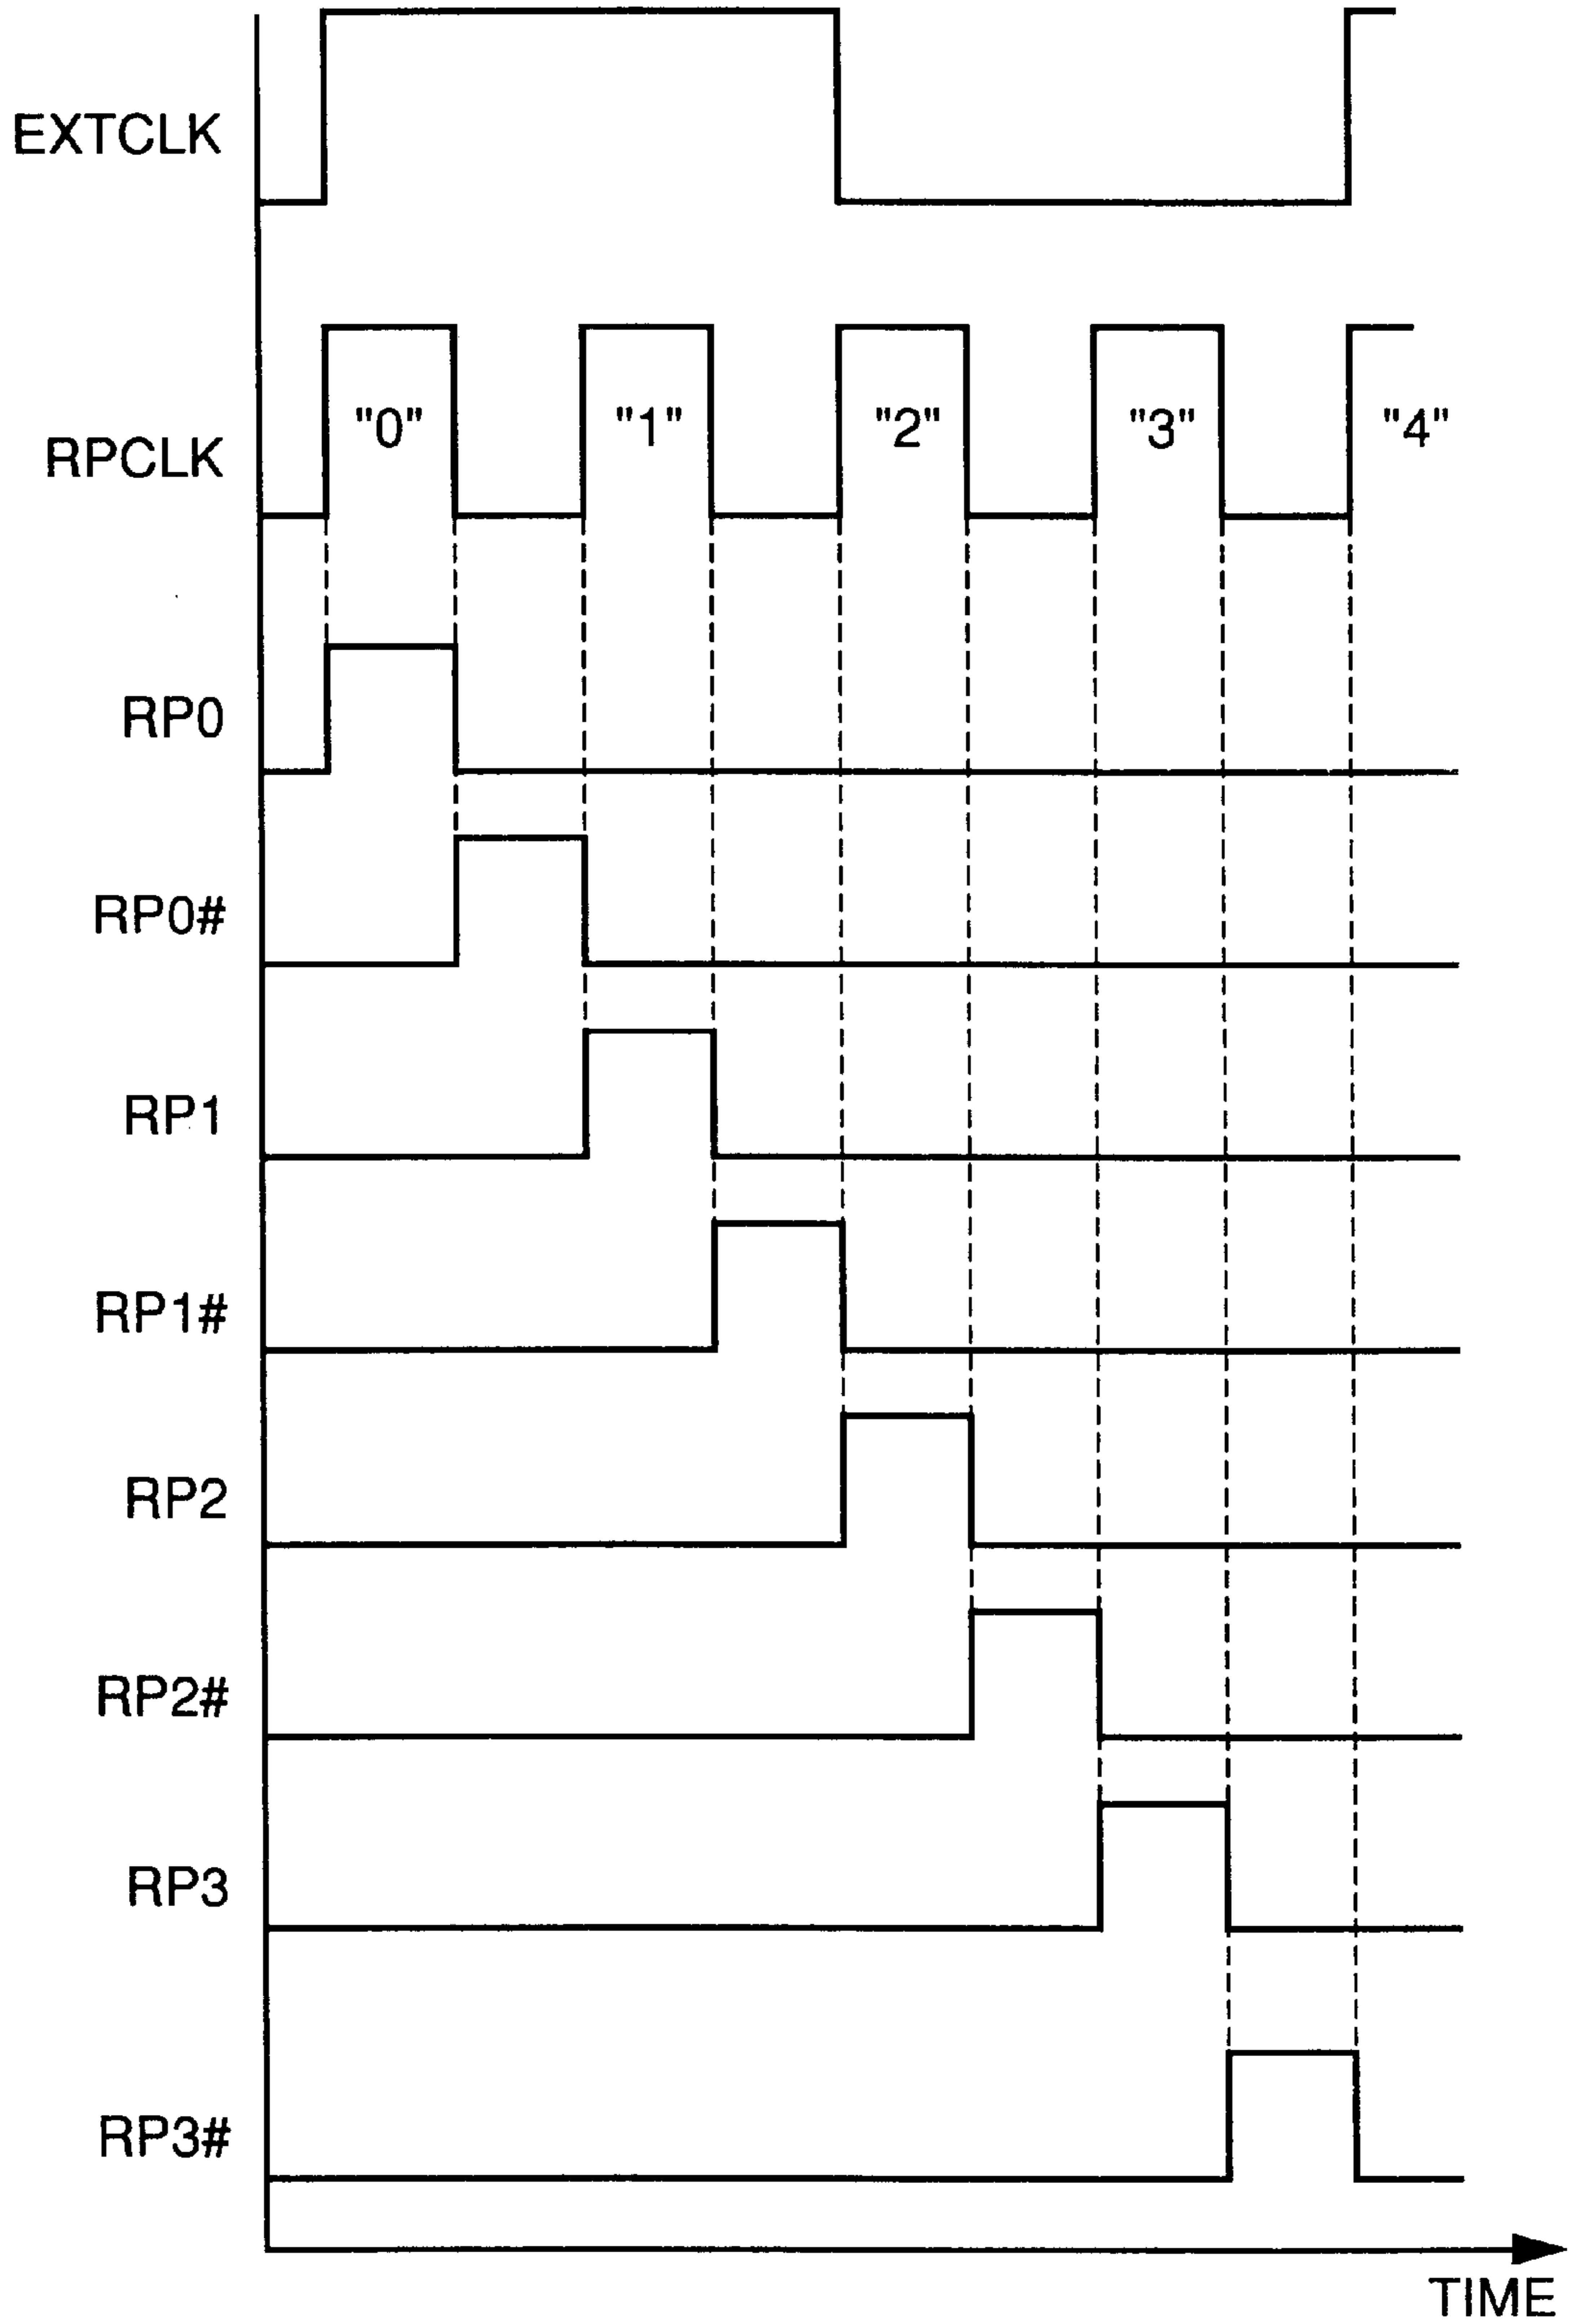 EXTCLK
RPCLK
"0" "1" "2" "3" "4"
RP0
RP0#
RP1
RP1#
RP2
RP2#
RP3
RP3#
TIME